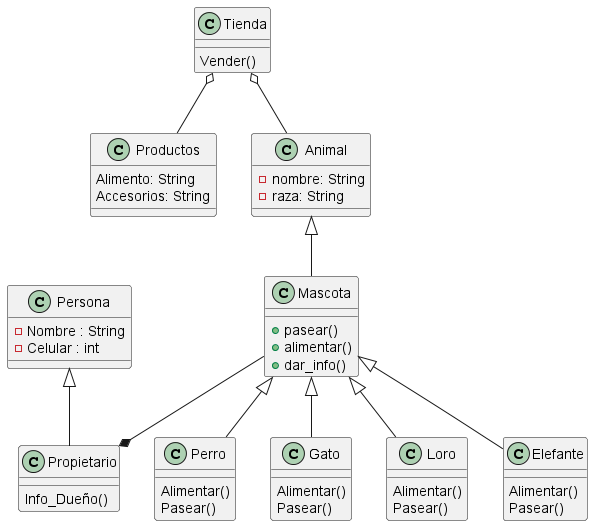 C Tienda
Vender()
C Productos
Alimento: String
Accesorios: String
C Animal
nombre: String
raza: String
C Persona
Nombre : String
Celular : int
C Mascota
pasear()
alimentar()
dar_info()
C Propietario
Info_Dueño()
C Perro
Alimentar()
Pasear()
C Gato
Alimentar()
Pasear()
C Loro
Alimentar()
Pasear()
C Elefante
Alimentar()
Pasear()